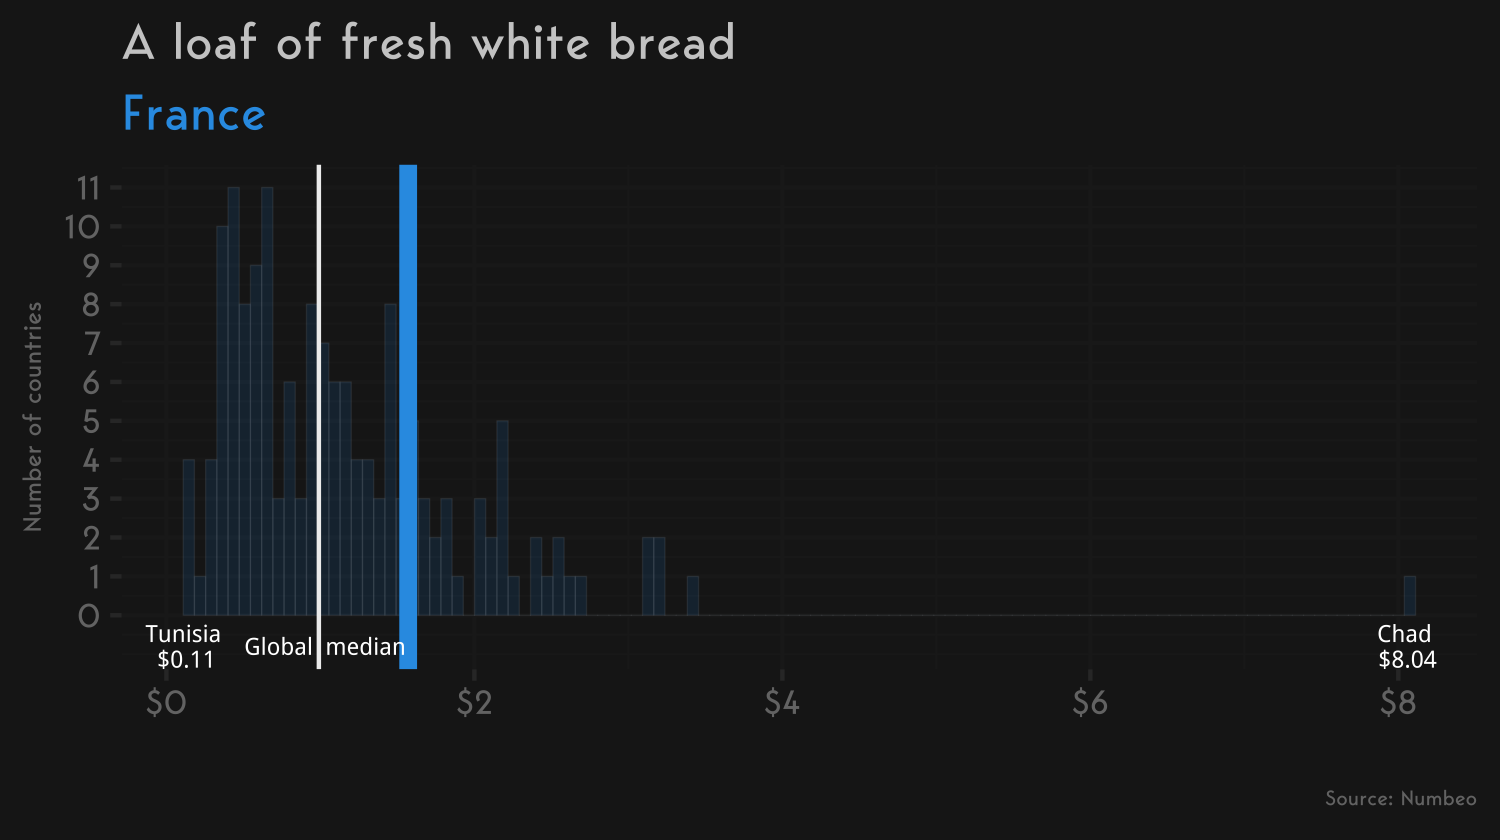 A loaf of fresh white bread
France
Number of countries
11
10
9
8
7
6
5
4
3
2
1
0
Tunisia
$0.11
Global median
Chad
$8.04
$0 $2 $4 $6 $8
Source: Numbeo